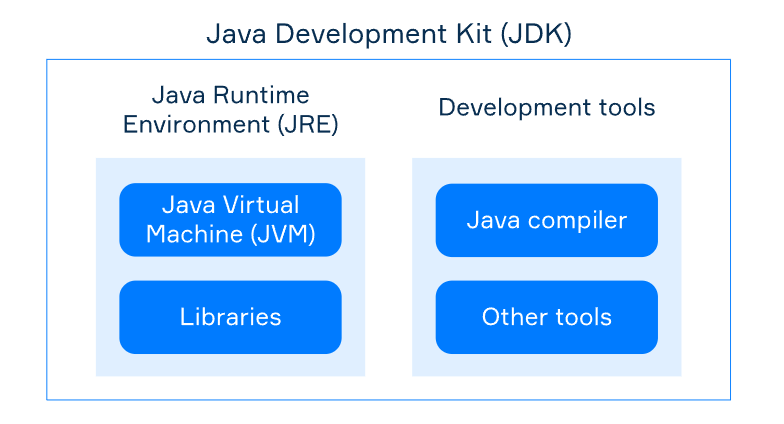 Java Development Kit (JDK)
Java Runtime
Environment (JRE)
Development tools
Java Virtual
Machine (JVM)
Java compiler
Libraries
Other tools